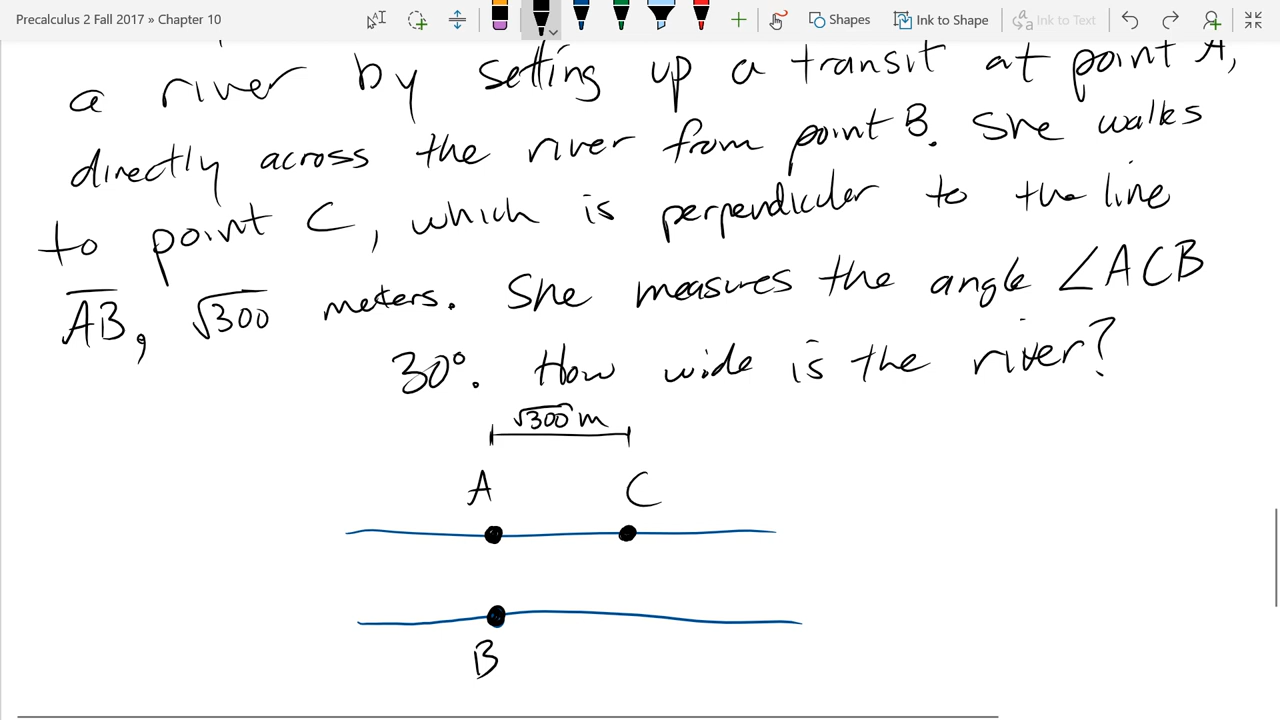 Precalculus 2 Fall 2017 » Chapter 10
Shapes
Ink to Shape
Ink to Text
a river by setting up a transit at point A,
directly across the river from point B. She walks
to point C, which is perpendicular to the line
AB, √300 meters. She measures the angle ∠ACB
30°. How wide is the river?
√300 m
A C
B